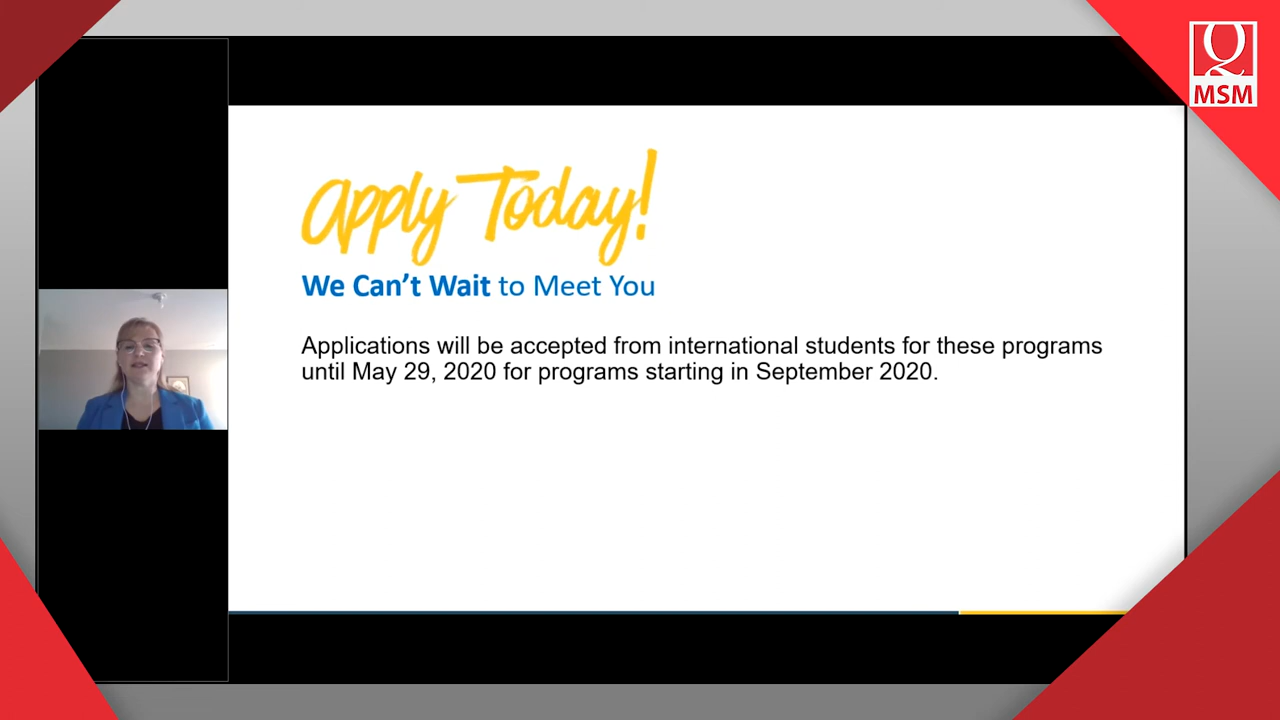 Q
MSM
Apply Today!
We Can't Wait to Meet You
Applications will be accepted from international students for these programs
until May 29, 2020 for programs starting in September 2020.